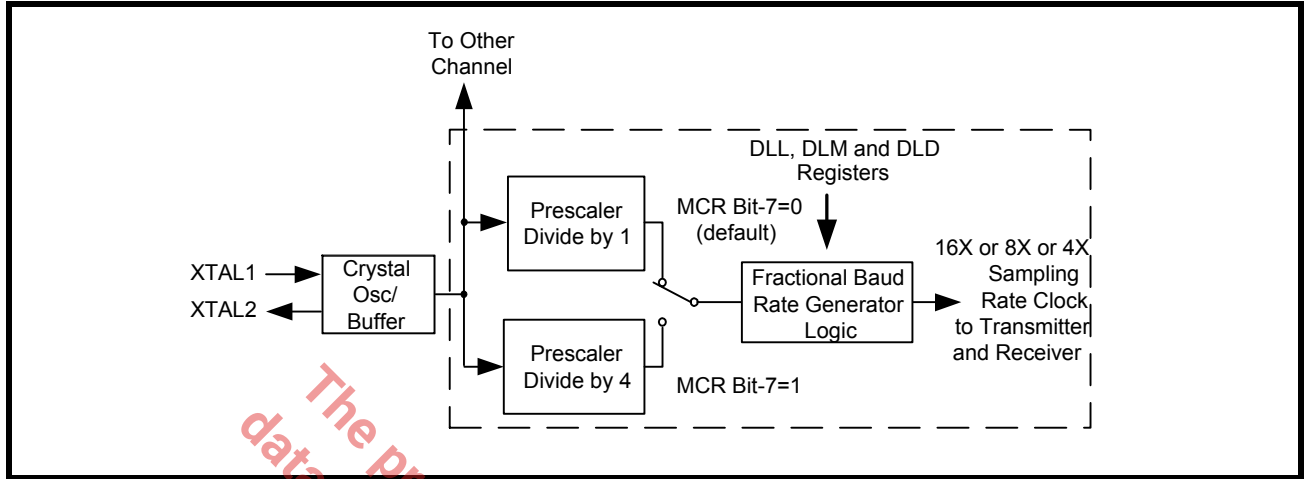 To Other
Channel
DLL, DLM and DLD
Registers
Prescaler
Divide by 1
MCR Bit-7=0
(default)
16X or 8X or 4X
Sampling
Rate Clock
to Transmitter
and Receiver
XTAL1
XTAL2
Crystal
Osc/
Buffer
Fractional Baud
Rate Generator
Logic
Prescaler
Divide by 4
MCR Bit-7=1
The